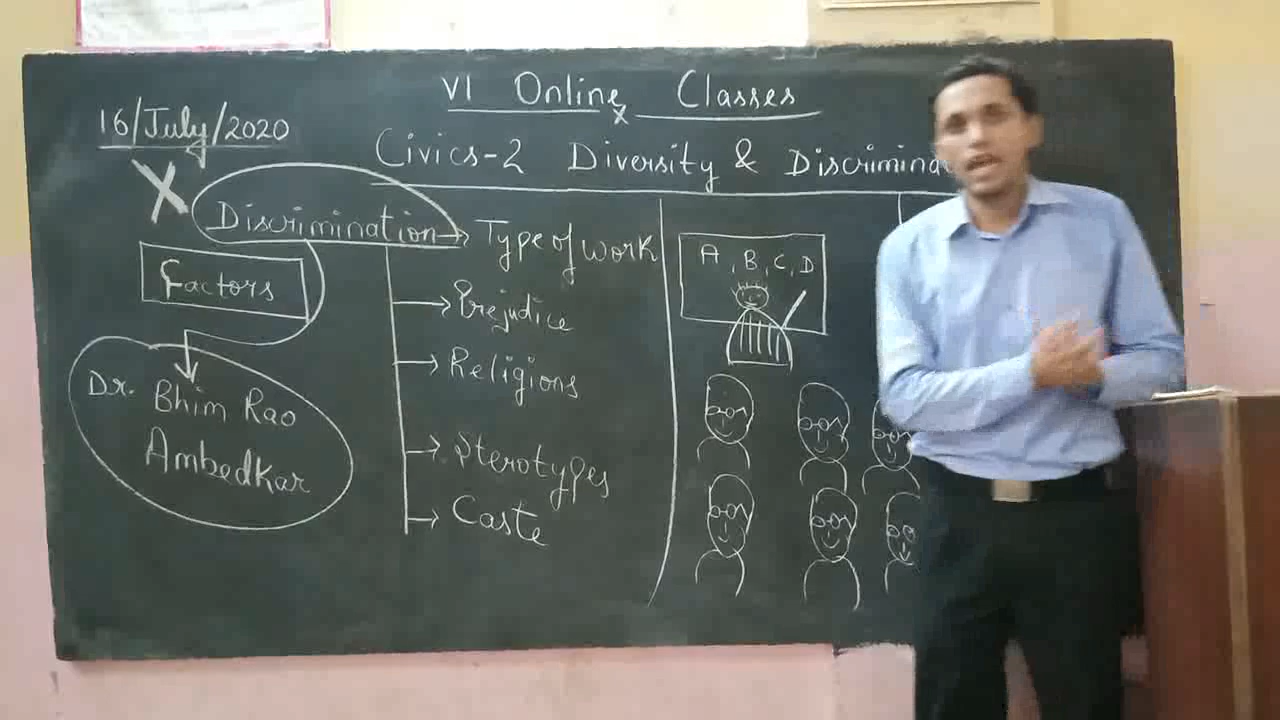 VI Online Classes
16/July/2020
Civics-2 Diversity & Discrimina
Discrimination
Factors
Dr. Bhim Rao
Ambedkar
Type of work
Prejudice
Religions
Sterotypes
Caste
A, B, C, D